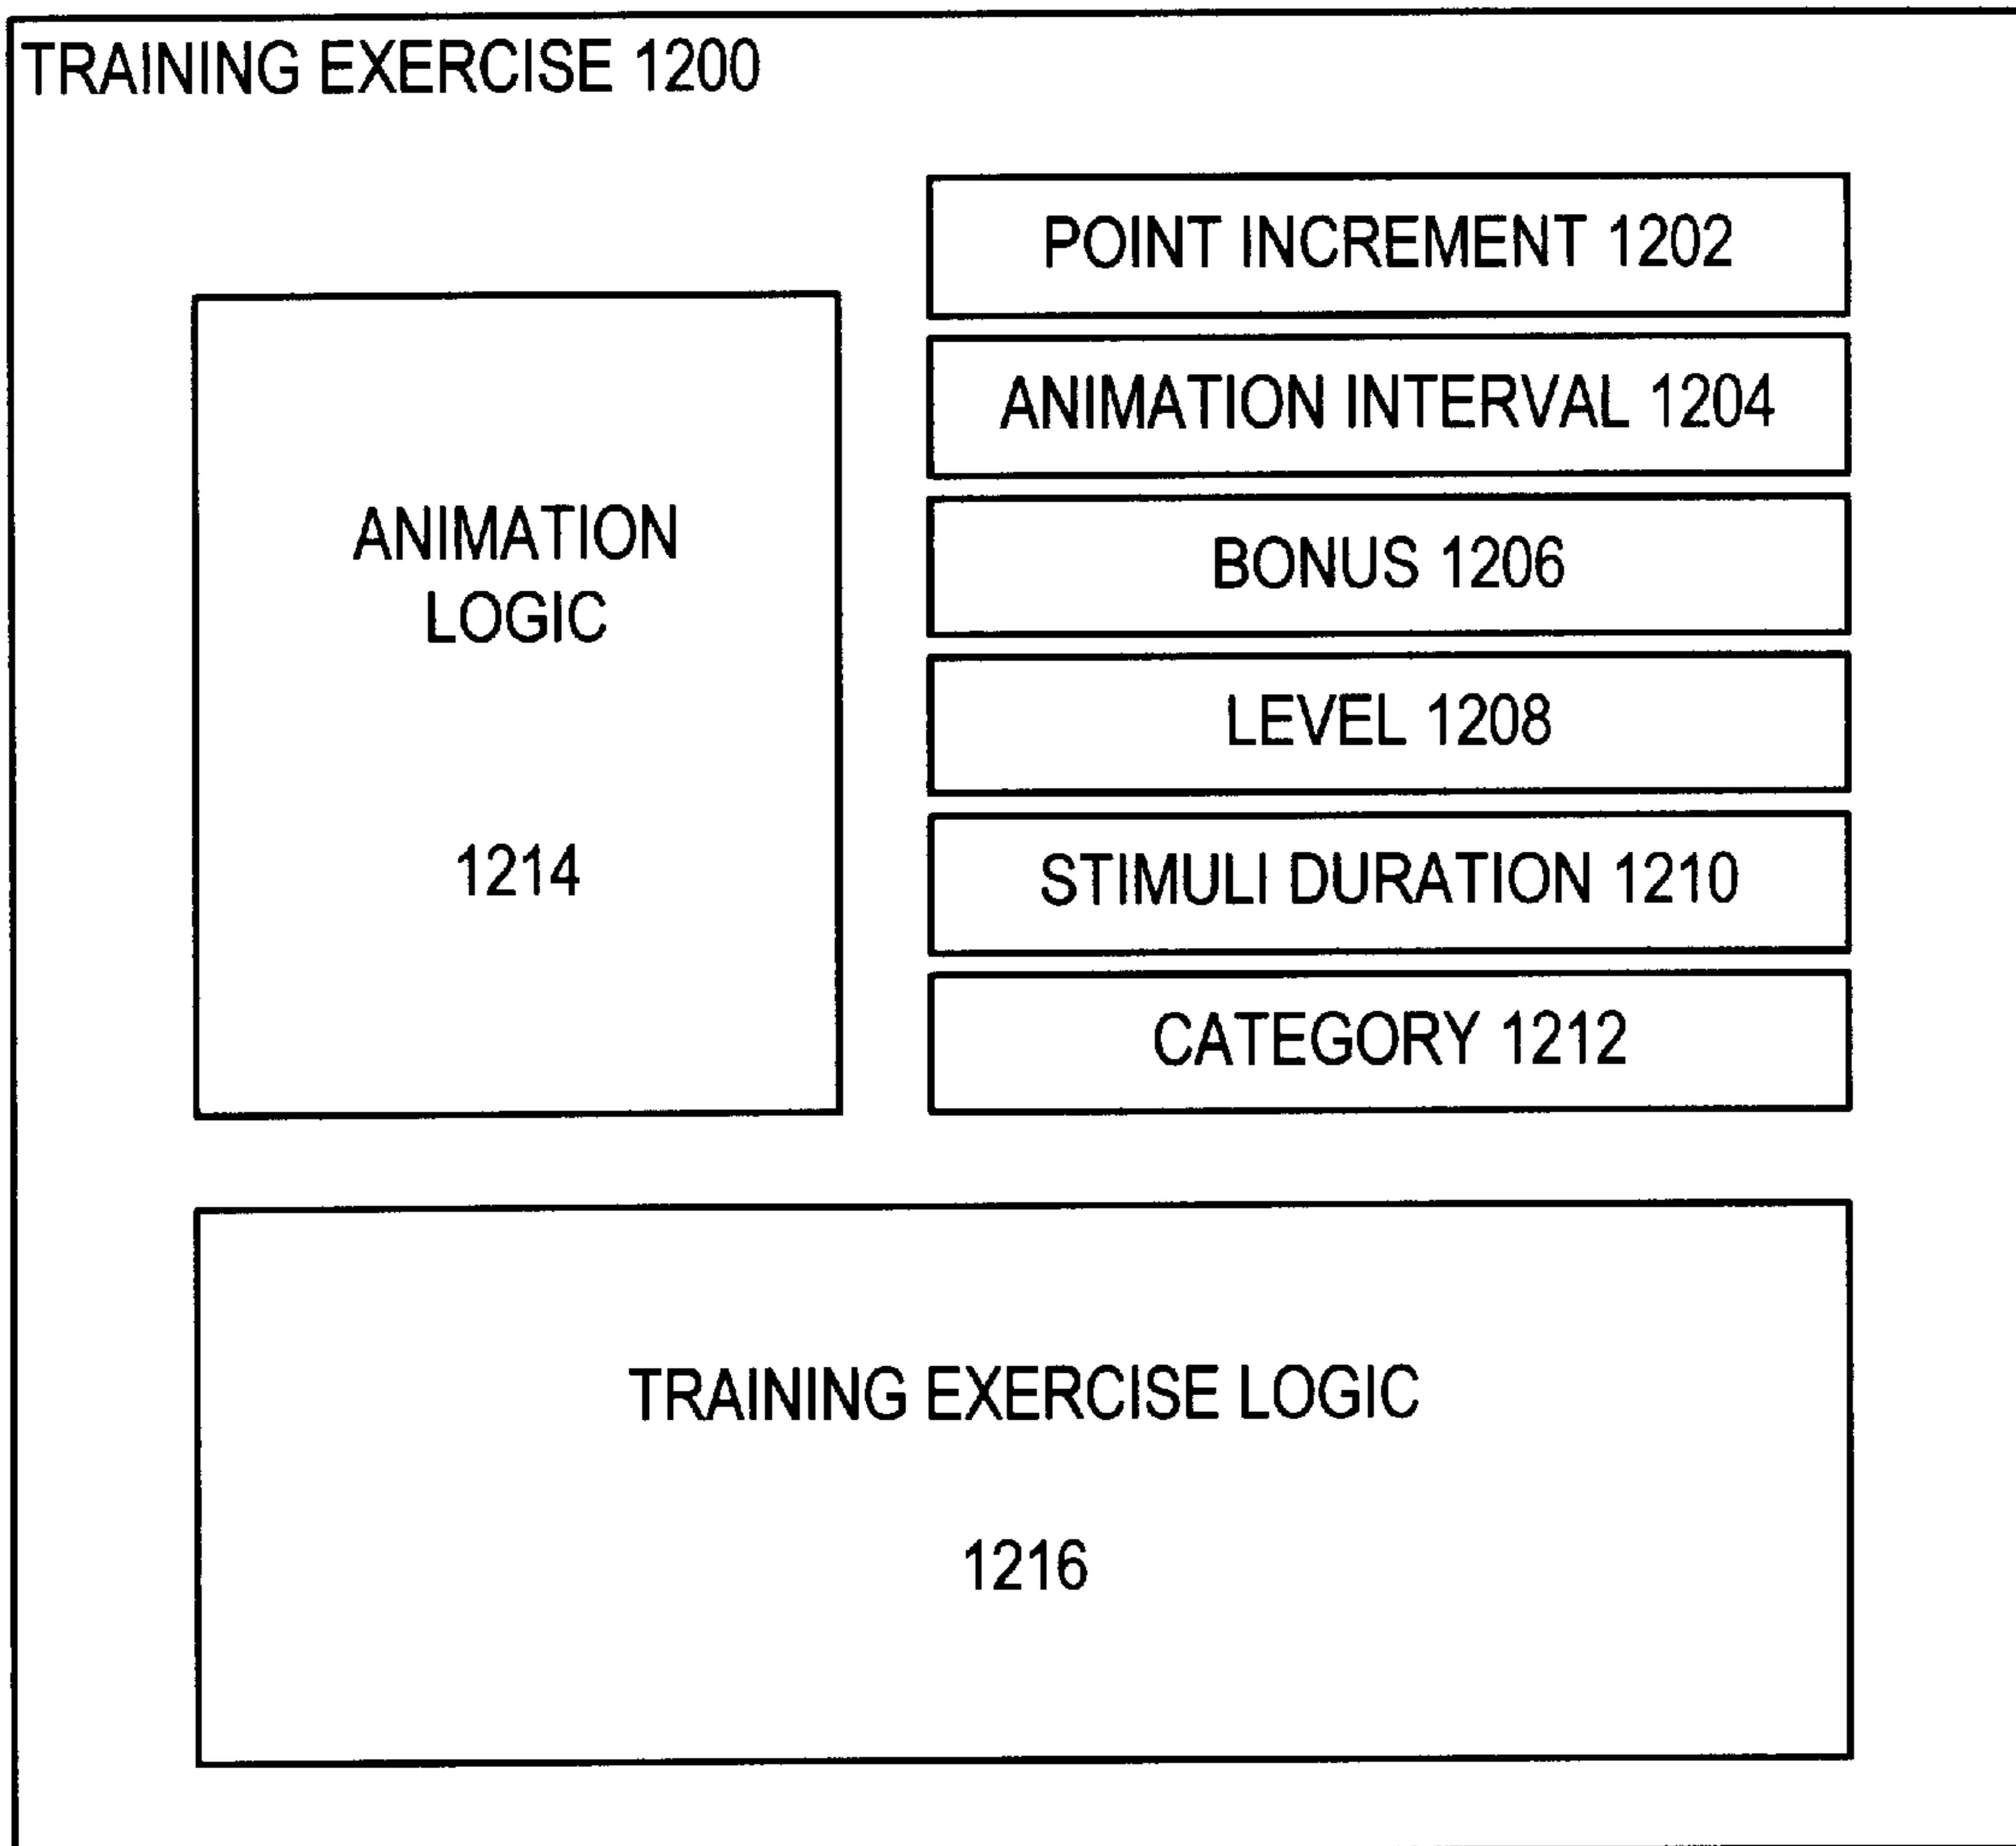 TRAINING EXERCISE 1200
POINT INCREMENT 1202
ANIMATION INTERVAL 1204
BONUS 1206
LEVEL 1208
STIMULI DURATION 1210
CATEGORY 1212
ANIMATION
LOGIC
1214
TRAINING EXERCISE LOGIC
1216